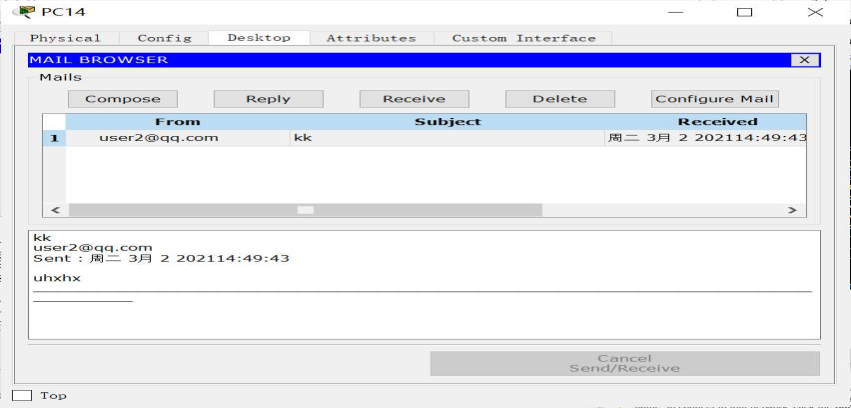 PC14
Physical Config Desktop Attributes Custom Interface
MAIL BROWSER X
Mails
Compose Reply Receive Delete Configure Mail
From Subject Received
1 user2@qq.com kk 周二 3月 2 202114:49:43
kk
user2@qq.com
Sent : 周二 3月 2 202114:49:43
uhxhx
Cancel
Send/Receive
Top